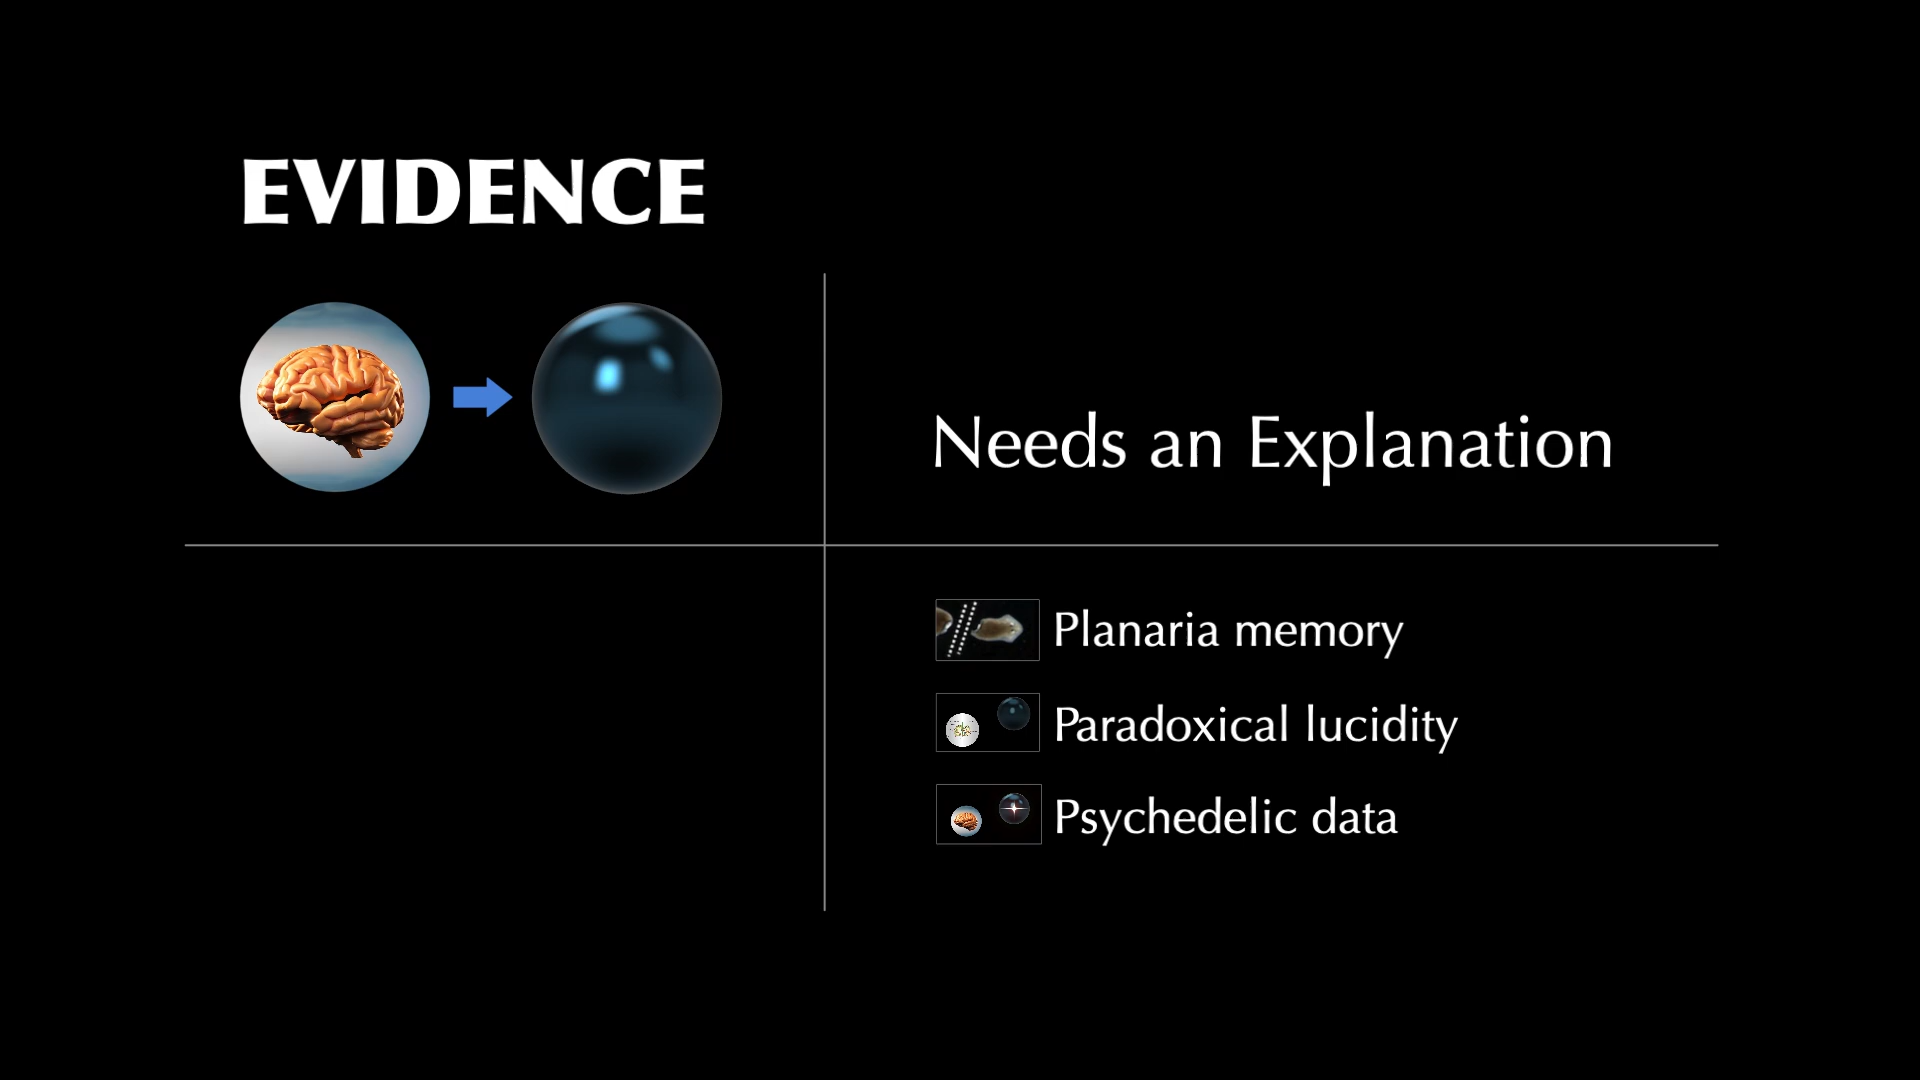 EVIDENCE
Needs an Explanation
Planaria memory
Paradoxical lucidity
Psychedelic data